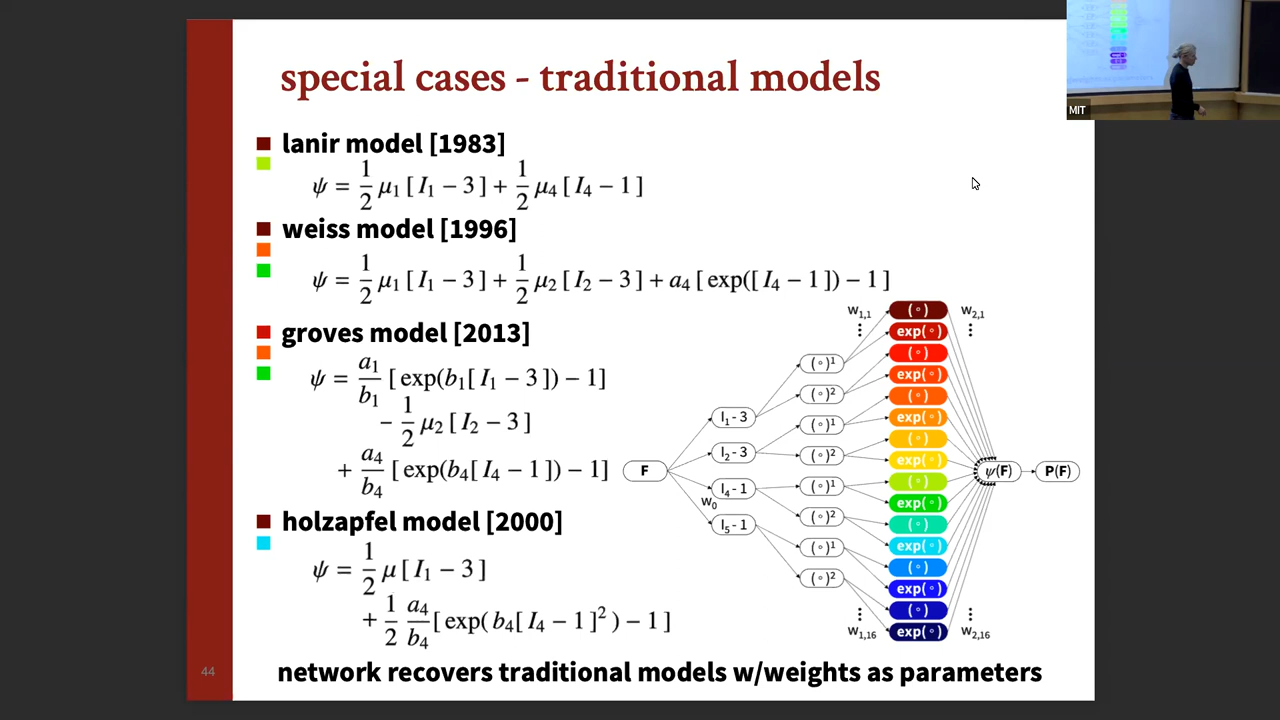 special cases - traditional models
MIT
lanir model [1983]
ψ = 1/2 μ₁ [ I₁ − 3 ] + 1/2 μ₄ [ I₄ − 1 ]
weiss model [1996]
ψ = 1/2 μ₁ [ I₁ − 3 ] + 1/2 μ₂ [ I₂ − 3 ] + a₄ [ exp([ I₄ − 1 ]) − 1 ]
groves model [2013]
ψ = a₁/b₁ [ exp(b₁[ I₁ − 3 ]) − 1]
− 1/2 μ₂ [ I₂ − 3 ]
+ a₄/b₄ [ exp(b₄[ I₄ − 1 ]) − 1]
holzapfel model [2000]
ψ = 1/2 μ [ I₁ − 3 ]
+ 1/2 a₄/b₄ [ exp( b₄[ I₄ − 1 ]² ) − 1 ]
F
I₁ - 3
I₂ - 3
I₄ - 1
w₀
I₅ - 1
(∘)¹
(∘)²
(∘)¹
(∘)²
(∘)¹
(∘)²
(∘)¹
(∘)²
w₁,₁
⋮
⋮
w₁,₁₆
(∘)
exp(∘)
(∘)
exp(∘)
(∘)
exp(∘)
(∘)
exp(∘)
(∘)
exp(∘)
(∘)
exp(∘)
(∘)
exp(∘)
(∘)
exp(∘)
w₂,₁
⋮
⋮
w₂,₁₆
ψ(F)
P(F)
44
network recovers traditional models w/weights as parameters